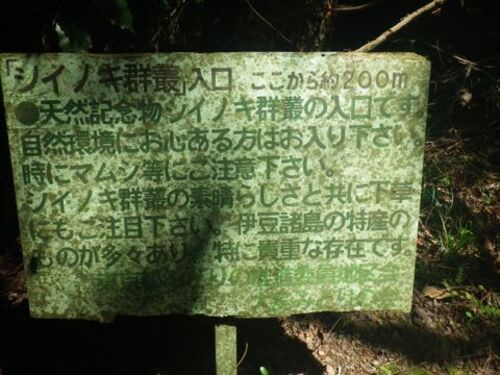 「シイノキ群叢」入口 ここから約200m
●天然記念物シイノキ群叢の入口です。
自然環境にお心ある方はお入り下さい。
時にマムシ等にご注意下さい。
シイノキ群叢の素晴らしさと共に下草
にもご注目下さい。伊豆諸島の特産の
ものが多々あり、特に貴重な存在です。